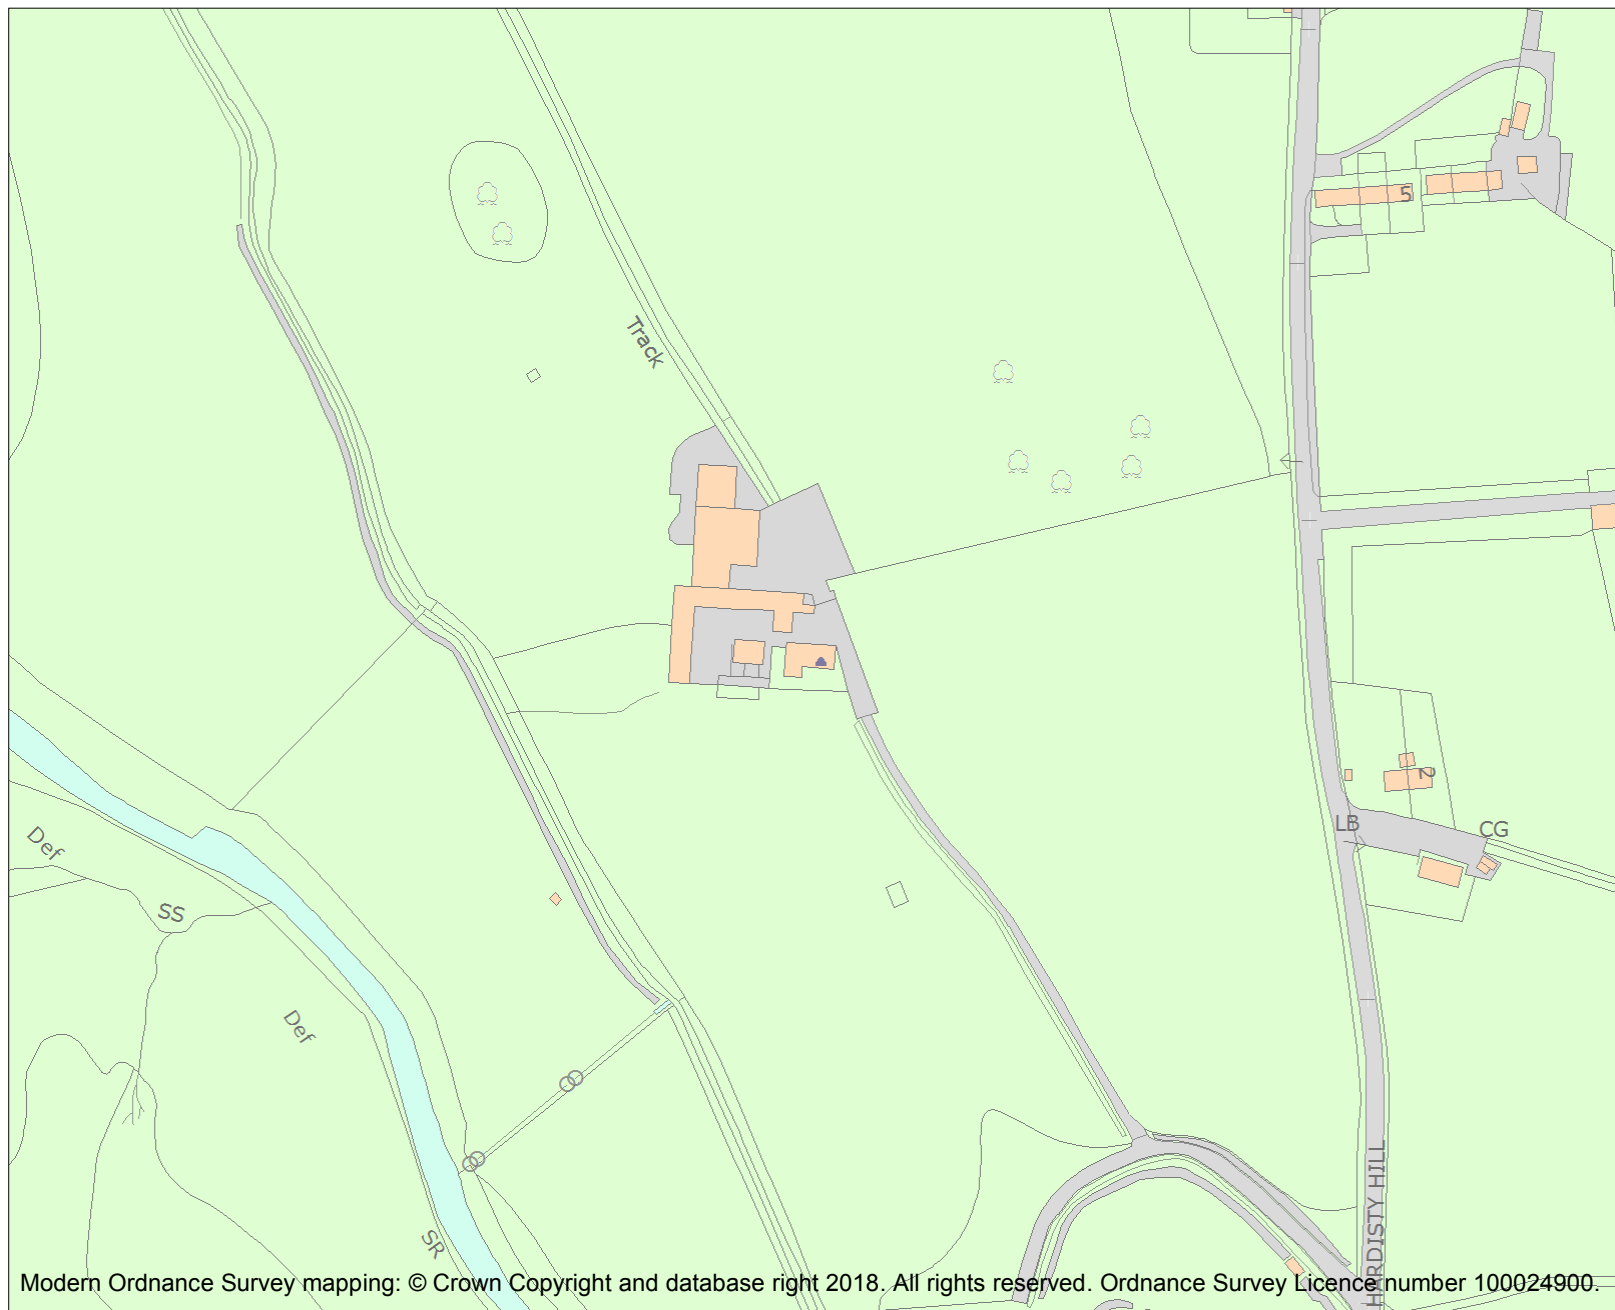 5
Track
2
LB
CG
Def
SS
Def
HARDISTY HILL
SR
Modern Ordnance Survey mapping: © Crown Copyright and database right 2018. All rights reserved. Ordnance Survey Licence number 100024900.